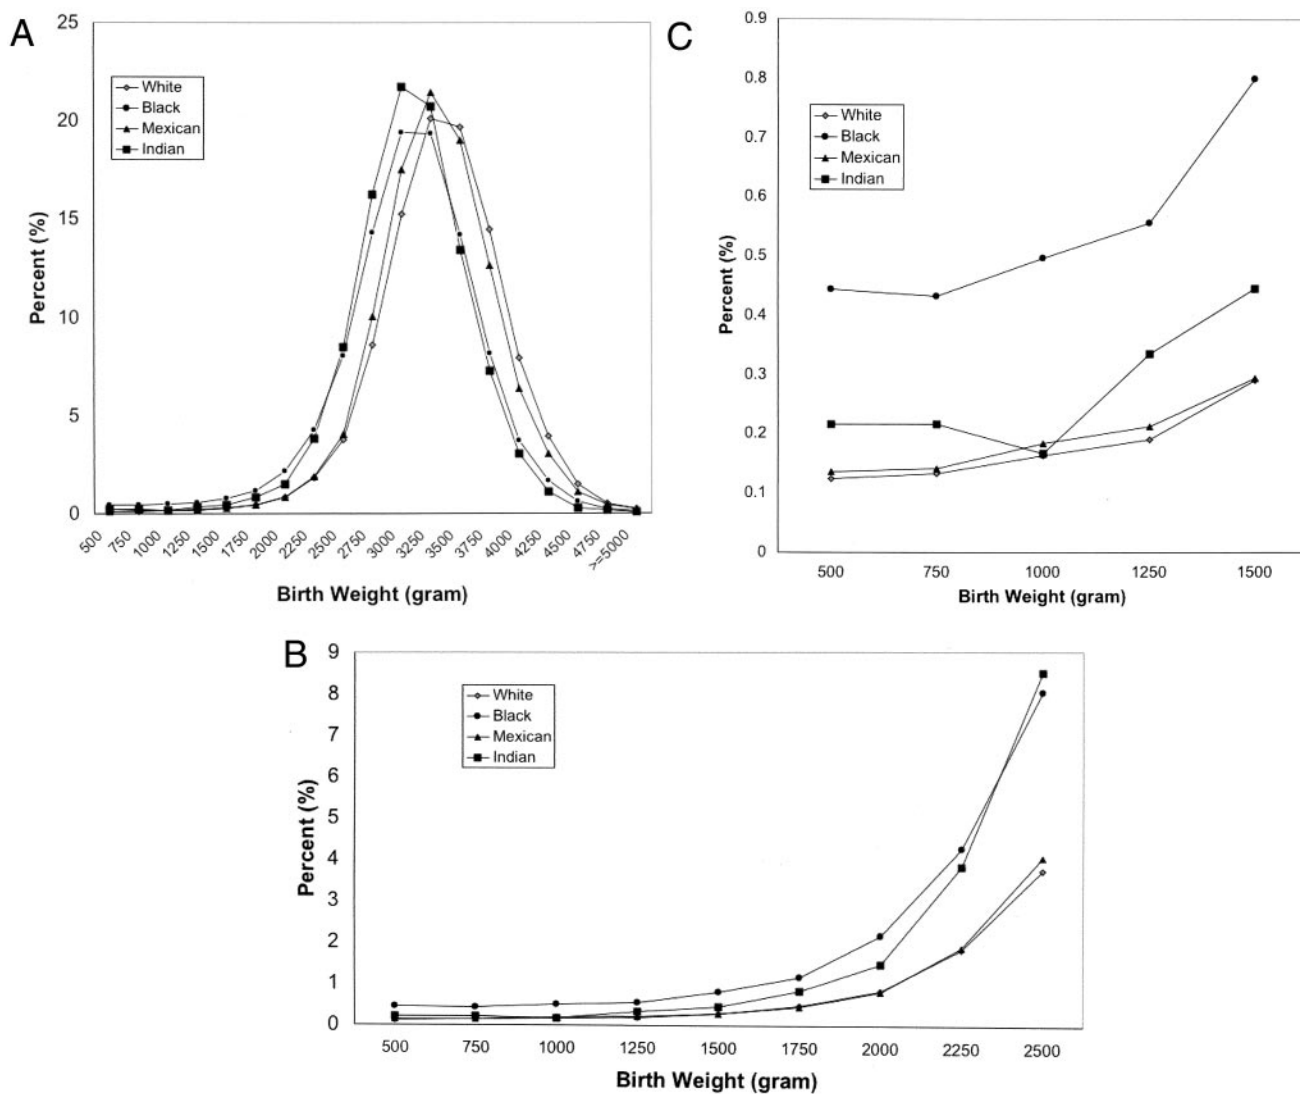 A
25
20
15
10
5
0
Percent (%)
White
Black
Mexican
Indian
500
750
1000
1250
1500
1750
2000
2250
2500
2750
3000
3250
3500
3750
4000
4250
4500
4750
>=5000
Birth Weight (gram)
C
0.9
0.8
0.7
0.6
0.5
0.4
0.3
0.2
0.1
0
Percent (%)
White
Black
Mexican
Indian
500 750 1000 1250 1500
Birth Weight (gram)
B
9
8
7
6
5
4
3
2
1
0
Percent (%)
White
Black
Mexican
Indian
500 750 1000 1250 1500 1750 2000 2250 2500
Birth Weight (gram)